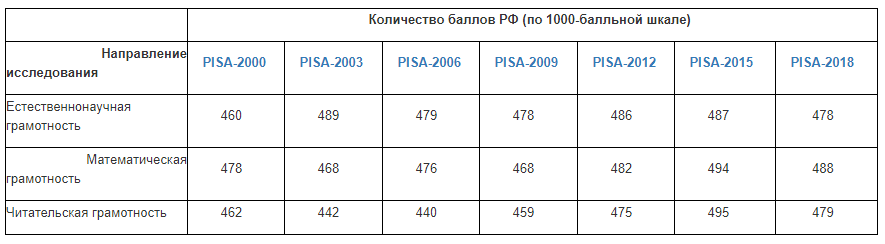 Количество баллов РФ (по 1000-балльной шкале)
Направление исследования PISA-2000 PISA-2003 PISA-2006 PISA-2009 PISA-2012 PISA-2015 PISA-2018
Естественнонаучная грамотность 460 489 479 478 486 487 478
Математическая грамотность 478 468 476 468 482 494 488
Читательская грамотность 462 442 440 459 475 495 479